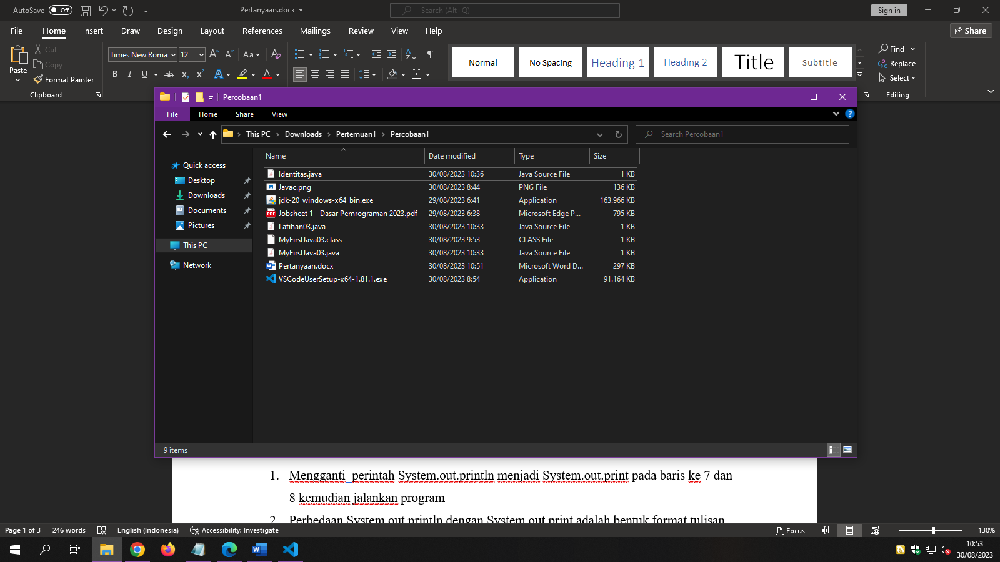 AutoSave Off Pertanyaan.docx Search (Alt+Q) Sign in
File Home Insert Draw Design Layout References Mailings Review View Help Share
Paste Cut Times New Roma 12 Aa Normal No Spacing Heading 1 Heading 2 Title Subtitle Find
Copy Replace
Format Painter B I U ab x₂ x² A A Select
Clipboard Editing
Percobaan1
File Home Share View
This PC Downloads Pertemuan1 Percobaan1 Search Percobaan1
Name Date modified Type Size
Quick access
Desktop
Downloads
Documents
Pictures
This PC
Network
Identitas.java 30/08/2023 10:36 Java Source File 1 KB
Javac.png 30/08/2023 8:44 PNG File 136 KB
jdk-20_windows-x64_bin.exe 29/08/2023 6:41 Application 163.966 KB
Jobsheet 1 - Dasar Pemrograman 2023.pdf 29/08/2023 6:38 Microsoft Edge P... 795 KB
Latihan03.java 30/08/2023 10:33 Java Source File 1 KB
MyFirstJava03.class 30/08/2023 9:53 CLASS File 1 KB
MyFirstJava03.java 30/08/2023 10:33 Java Source File 1 KB
Pertanyaan.docx 30/08/2023 10:51 Microsoft Word D... 297 KB
VSCodeUserSetup-x64-1.81.1.exe 30/08/2023 8:54 Application 91.164 KB
9 items
1. Mengganti perintah System.out.println menjadi System.out.print pada baris ke 7 dan
8 kemudian jalankan program
2. Perbedaan System.out.println dengan System.out.print adalah bentuk format tulisan
Page 1 of 3 246 words English (Indonesia) Accessibility: Investigate Focus 130%
10:53
30/08/2023